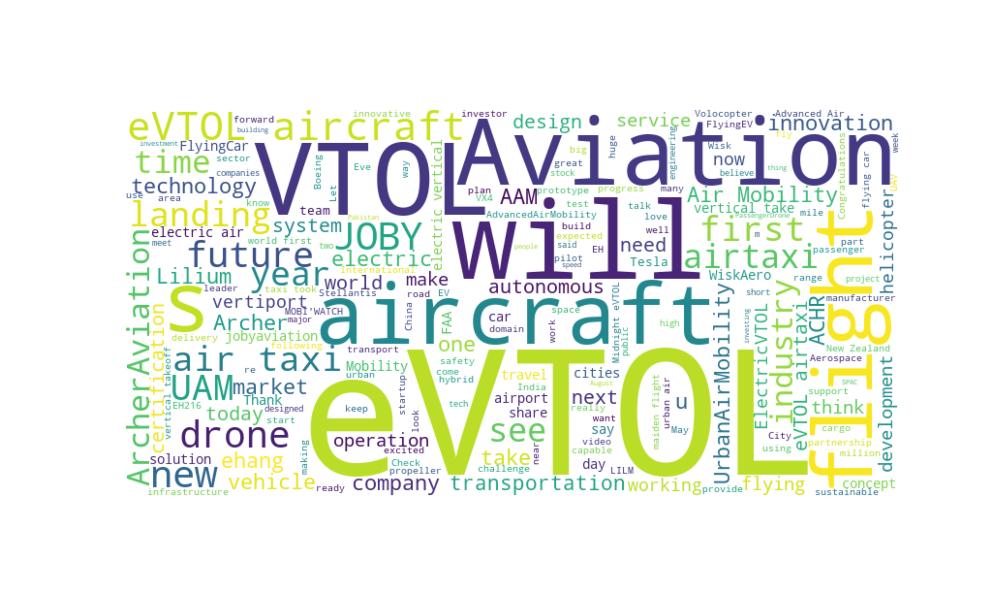 eVTOL aircraft
forward
building
innovative
investor
design
service
Volocopter
FlyingEV
Advanced Air
innovation
investment
FlyingCar
sector
companies
time
technology
use
area
know
VTOL
Aviation
Boeing
Let
Eve
way
electric vertical
big
great
stock
huge
engineering
Wisk
now
believe
fly
thing
Congratulations
flying car
UAV
week
plan
VX4
AAM
prototype
progress
many
Air Mobility
vertical take
mile
landing
team
Pakistan
AdvancedAirMobility
test
talk
love
PassengerDrone
helicopter
electric air
system
JOBY
will
build
said
well
need
first
m
part
passenger
meet
world first
two
people
EH
pilot
speed
Tesla
airtaxi
future
electric
international
Lilium
year
world
make
autonomous
WiskAero
range
project
leader
taxi took
Stellantis
road
EV
space
short
manufacturer
vertiport
MOBI'WATCH
s
aircraft
China
FAA
car
domain
work
Midnight eVTOL
public
high
UrbanAirMobility
investing
ElectricVTOL
industry
eVTOL airtaxi
ACHR
flight
ArcherAviation
certification
delivery
Archer
major
jobyaviation
following
one
New Zealand
Aerospace
vertical takeoff
air taxi
re
transport
Mobility
urban
safety
come
hybrid
travel
India
cities
August
maiden flight
urban air
support
SPAC
UAM
market
EH216
designed
Thank
today
start
keep
startup
look
tech
airport
share
next
really
want
u
May
City
using
think
cargo
partnership
million
development
drone
operation
excited
see
say
video
near
capable
solution
ehang
making
Check
propeller
take
challenge
day
LILM
new
vehicle
ready
company
transportation
working
provide
flying
concept
infrastructure
sustainable
eVTOL